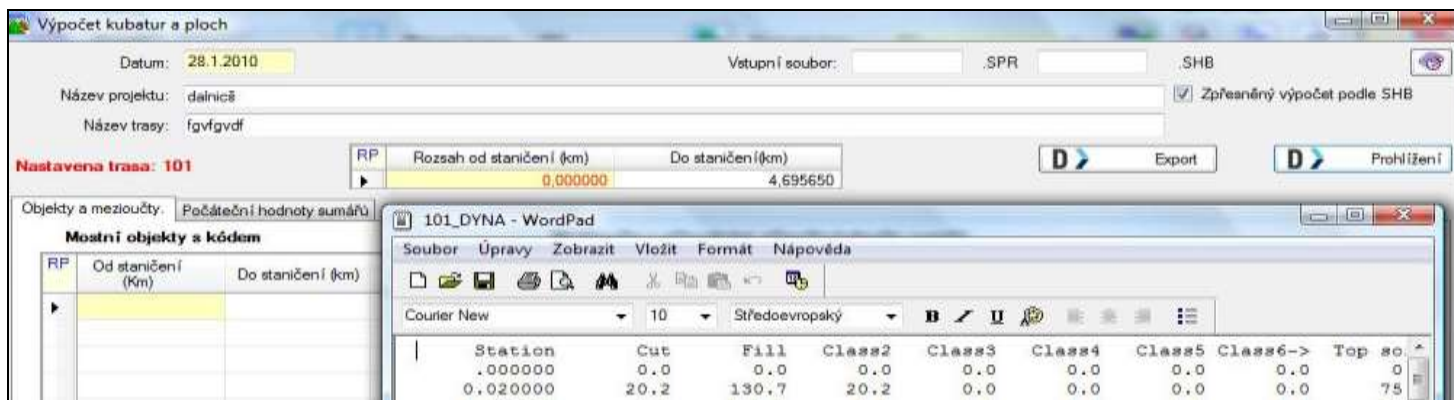 Výpočet kubatur a ploch
Datum: 28.1.2010 Vstupní soubor: .SPR .SHB
Název projektu: dalnicě Zpřesněný výpočet podle SHB
Název trasy: fgvfgvdf
Nastavena trasa: 101 RP Rozsah od staničení (km) Do staničení(km) D Export D Prohlížení
0,000000 4,695650
Objekty a mezioučty. Počáteční hodnoty sumářů
101_DYNA - WordPad
Mostní objekty s kódem
Soubor Úpravy Zobrazit Vložit Formát Nápověda
RP Od staničení (Km) Do staničení (km)
Courier New 10 Středoevropský B I U
Station Cut Fill Class2 Class3 Class4 Class5 Class6-> Top so
.000000 0.0 0.0 0.0 0.0 0.0 0.0 0.0 0
0.020000 20.2 130.7 20.2 0.0 0.0 0.0 0.0 75